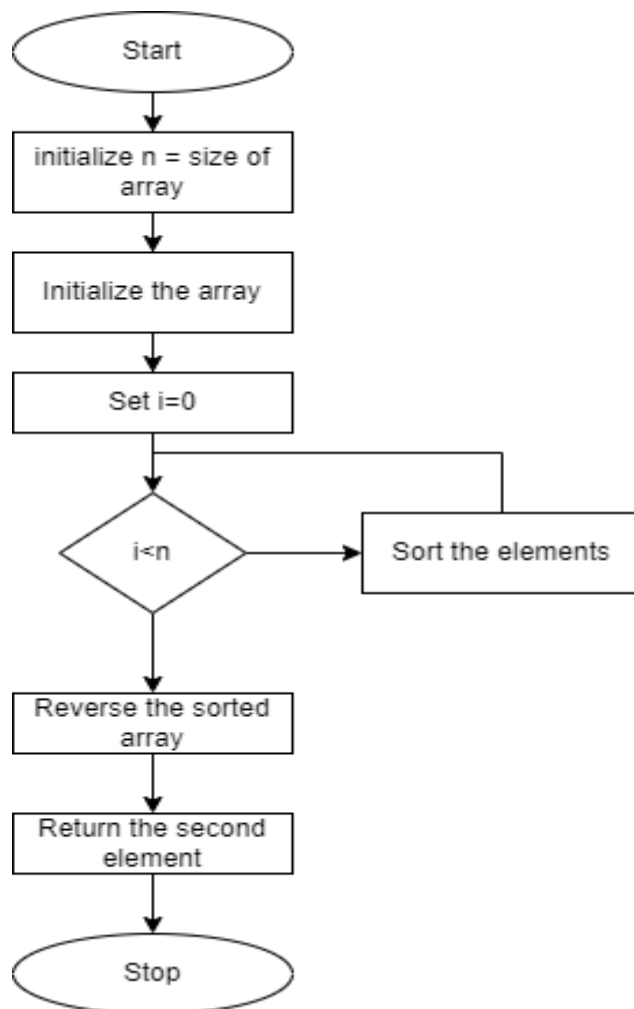 Start
initialize n = size of
array
Initialize the array
Set i=0
i<n
Sort the elements
Reverse the sorted
array
Return the second
element
Stop